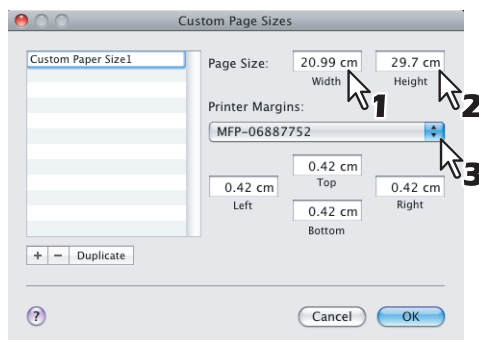 Custom Page Sizes
Custom Paper Size1
Page Size:
20.99 cm
29.7 cm
Width
Height
1
2
Printer Margins:
MFP-06887752
3
0.42 cm
Top
0.42 cm
0.42 cm
Left
Right
0.42 cm
Bottom
+ − Duplicate
?
Cancel
OK